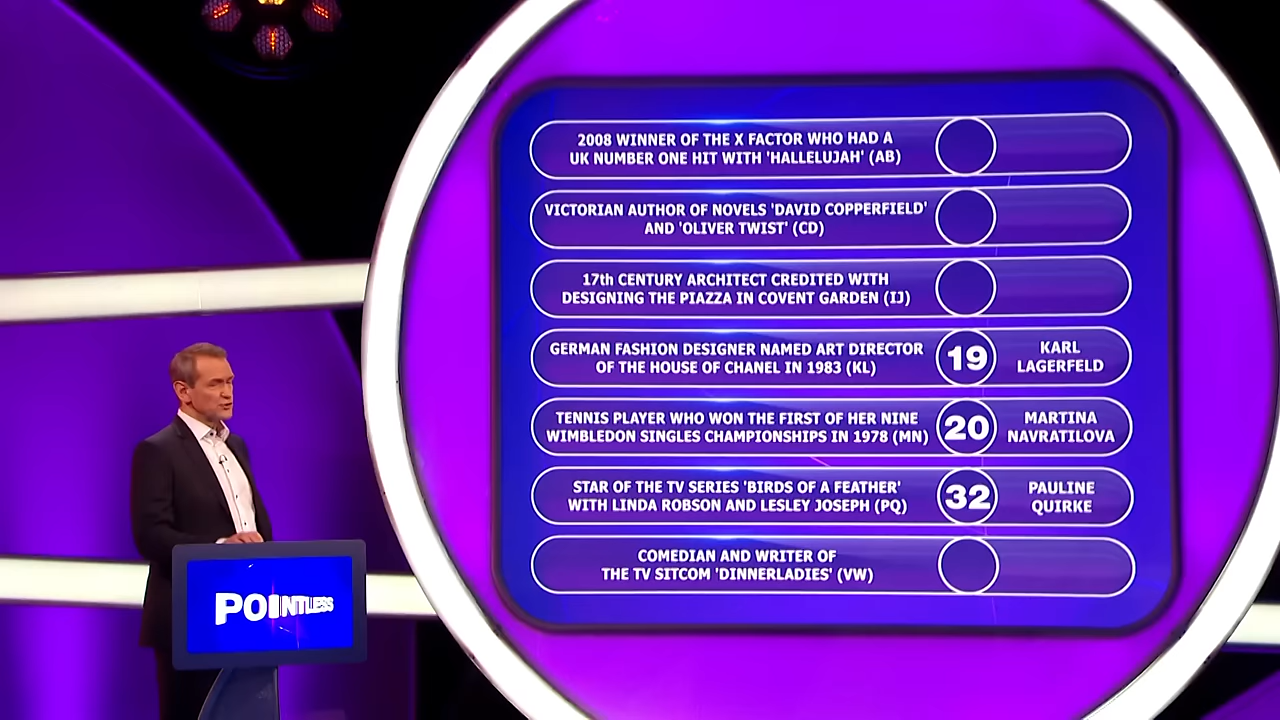 2008 WINNER OF THE X FACTOR WHO HAD A
UK NUMBER ONE HIT WITH 'HALLELUJAH' (AB)
VICTORIAN AUTHOR OF NOVELS 'DAVID COPPERFIELD'
AND 'OLIVER TWIST' (CD)
17th CENTURY ARCHITECT CREDITED WITH
DESIGNING THE PIAZZA IN COVENT GARDEN (IJ)
GERMAN FASHION DESIGNER NAMED ART DIRECTOR
OF THE HOUSE OF CHANEL IN 1983 (KL)
19
KARL
LAGERFELD
TENNIS PLAYER WHO WON THE FIRST OF HER NINE
WIMBLEDON SINGLES CHAMPIONSHIPS IN 1978 (MN)
20
MARTINA
NAVRATILOVA
STAR OF THE TV SERIES 'BIRDS OF A FEATHER'
WITH LINDA ROBSON AND LESLEY JOSEPH (PQ)
32
PAULINE
QUIRKE
COMEDIAN AND WRITER OF
THE TV SITCOM 'DINNERLADIES' (VW)
POINTLESS